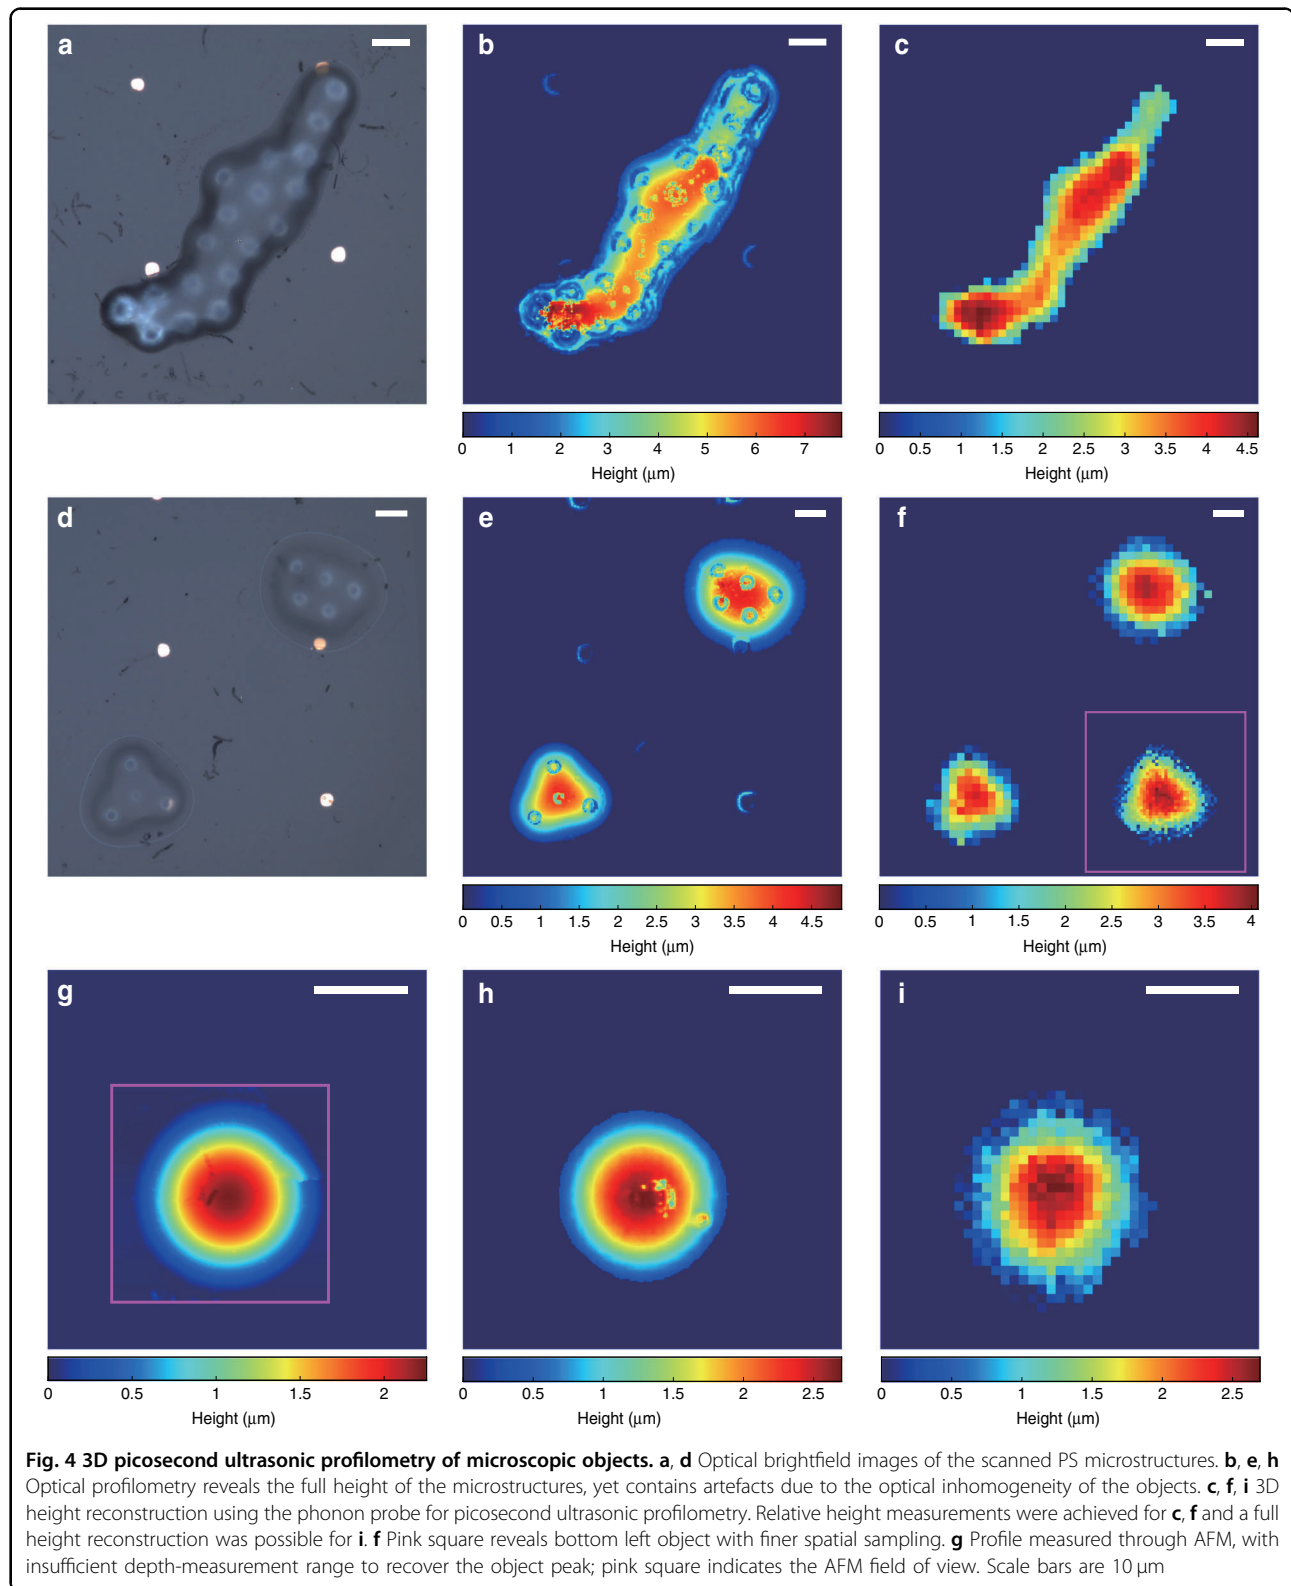 a
b
c
0 1 2 3 4 5 6 7
Height (μm)
0 0.5 1 1.5 2 2.5 3 3.5 4 4.5
Height (μm)
d
e
f
0 0.5 1 1.5 2 2.5 3 3.5 4 4.5
Height (μm)
0 0.5 1 1.5 2 2.5 3 3.5 4
Height (μm)
g
h
i
0 0.5 1 1.5 2
Height (μm)
0 0.5 1 1.5 2 2.5
Height (μm)
0 0.5 1 1.5 2 2.5
Height (μm)
Fig. 4 3D picosecond ultrasonic profilometry of microscopic objects. a, d Optical brightfield images of the scanned PS microstructures. b, e, h
Optical profilometry reveals the full height of the microstructures, yet contains artefacts due to the optical inhomogeneity of the objects. c, f, i 3D
height reconstruction using the phonon probe for picosecond ultrasonic profilometry. Relative height measurements were achieved for c, f and a full
height reconstruction was possible for i. f Pink square reveals bottom left object with finer spatial sampling. g Profile measured through AFM, with
insufficient depth-measurement range to recover the object peak; pink square indicates the AFM field of view. Scale bars are 10 μm